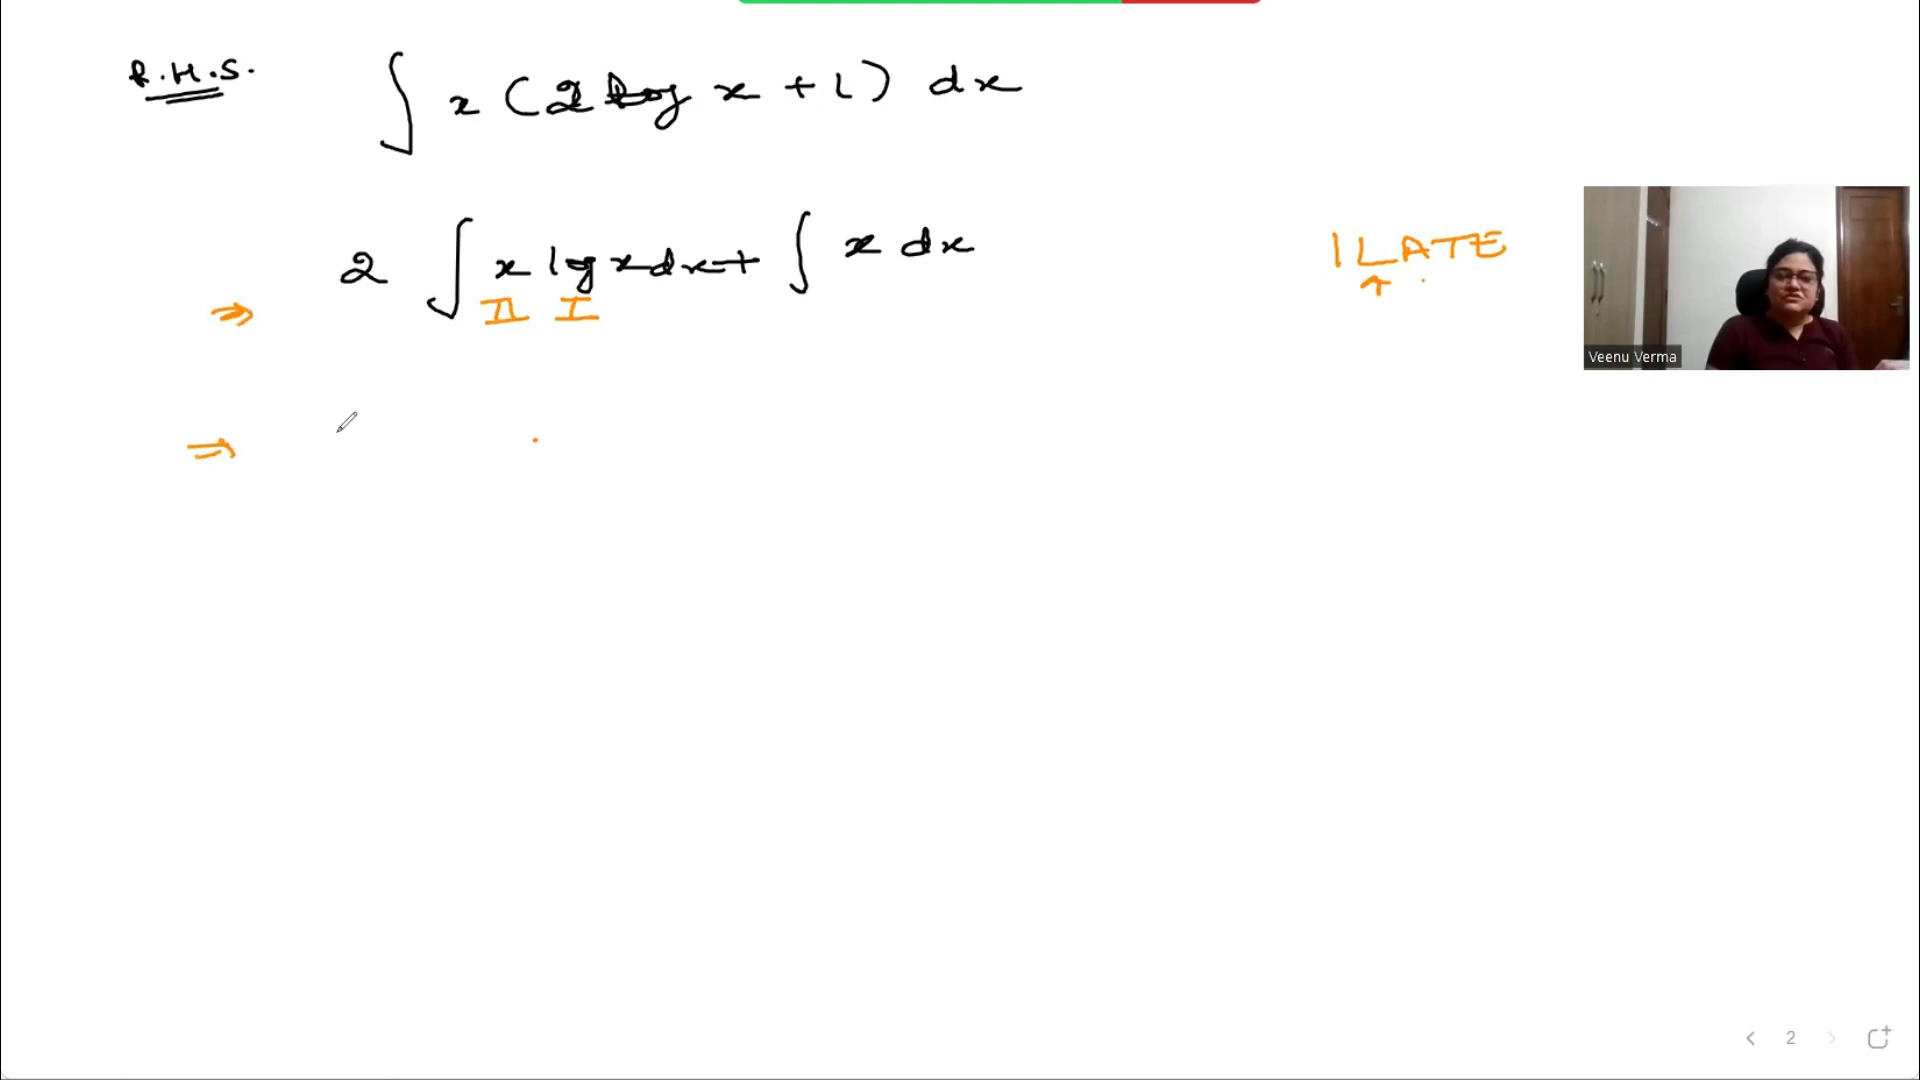 R.H.S. ∫ x (2 log x + 1) dx
⇒ 2 ∫ x log x dx + ∫ x dx
II I
⇒
ILATE
Veenu Verma
2